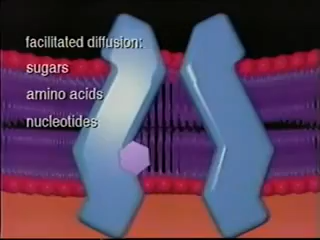 facilitated diffusion:
sugars
amino acids
nucleotides